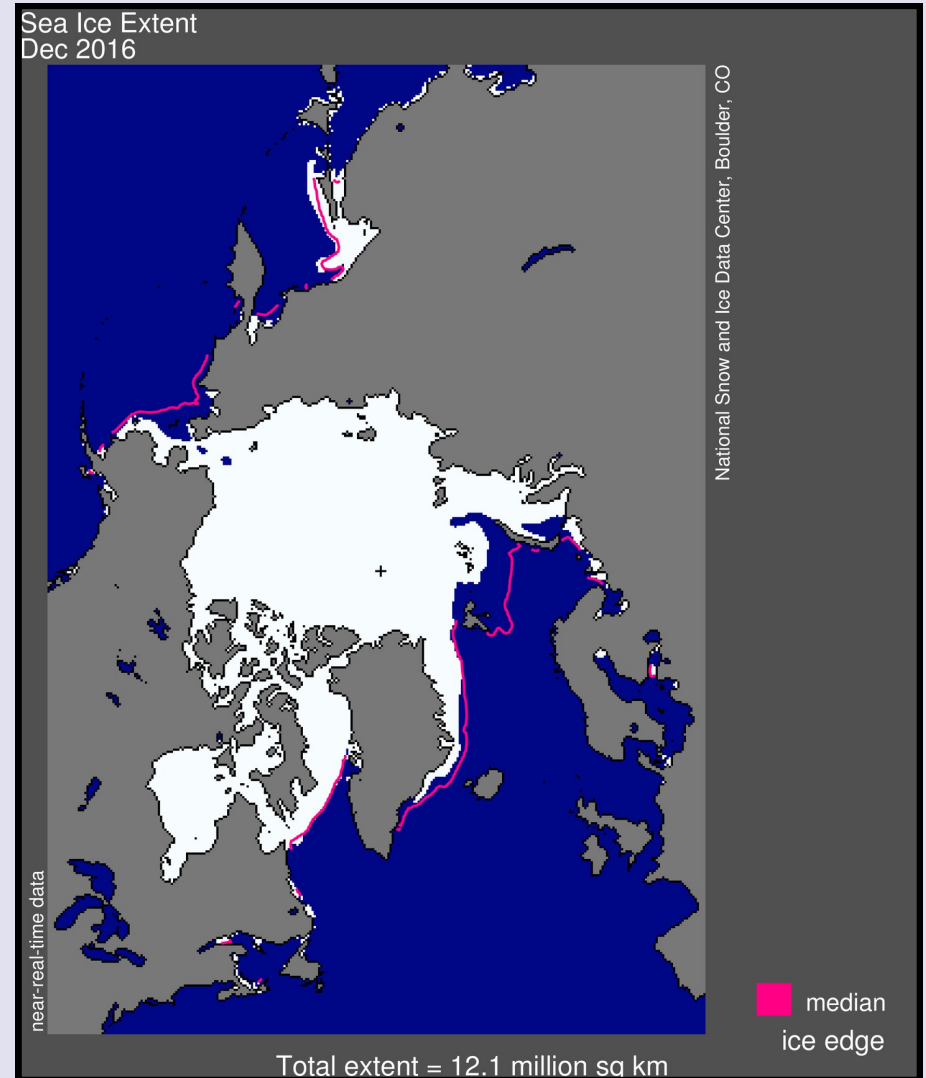 Sea Ice Extent
Dec 2016
National Snow and Ice Data Center, Boulder, CO
near-real-time data
median
ice edge
Total extent = 12.1 million sq km